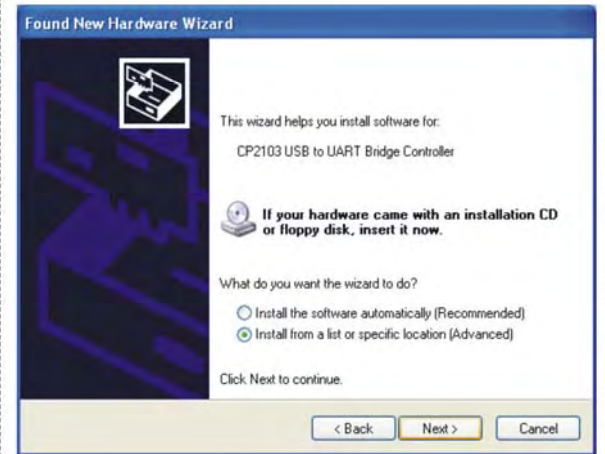 Found New Hardware Wizard
This wizard helps you install software for:
CP2103 USB to UART Bridge Controller
If your hardware came with an installation CD
or floppy disk, insert it now.
What do you want the wizard to do?
Install the software automatically (Recommended)
Install from a list or specific location (Advanced)
Click Next to continue.
< Back Next > Cancel